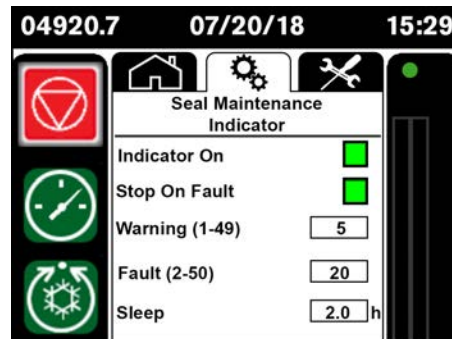 04920.7 07/20/18 15:29
Seal Maintenance
Indicator
Indicator On
Stop On Fault
Warning (1-49) 5
Fault (2-50) 20
Sleep 2.0 h